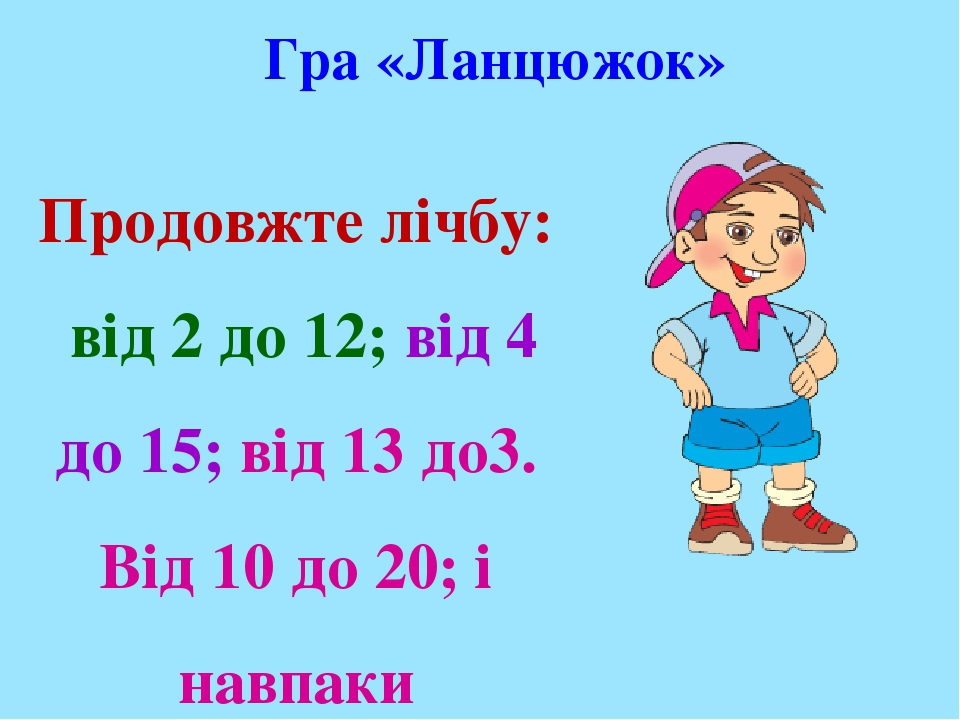 Гра «Ланцюжок»
Продовжте лічбу:
від 2 до 12; від 4
до 15; від 13 до3.
Від 10 до 20; і
навпаки